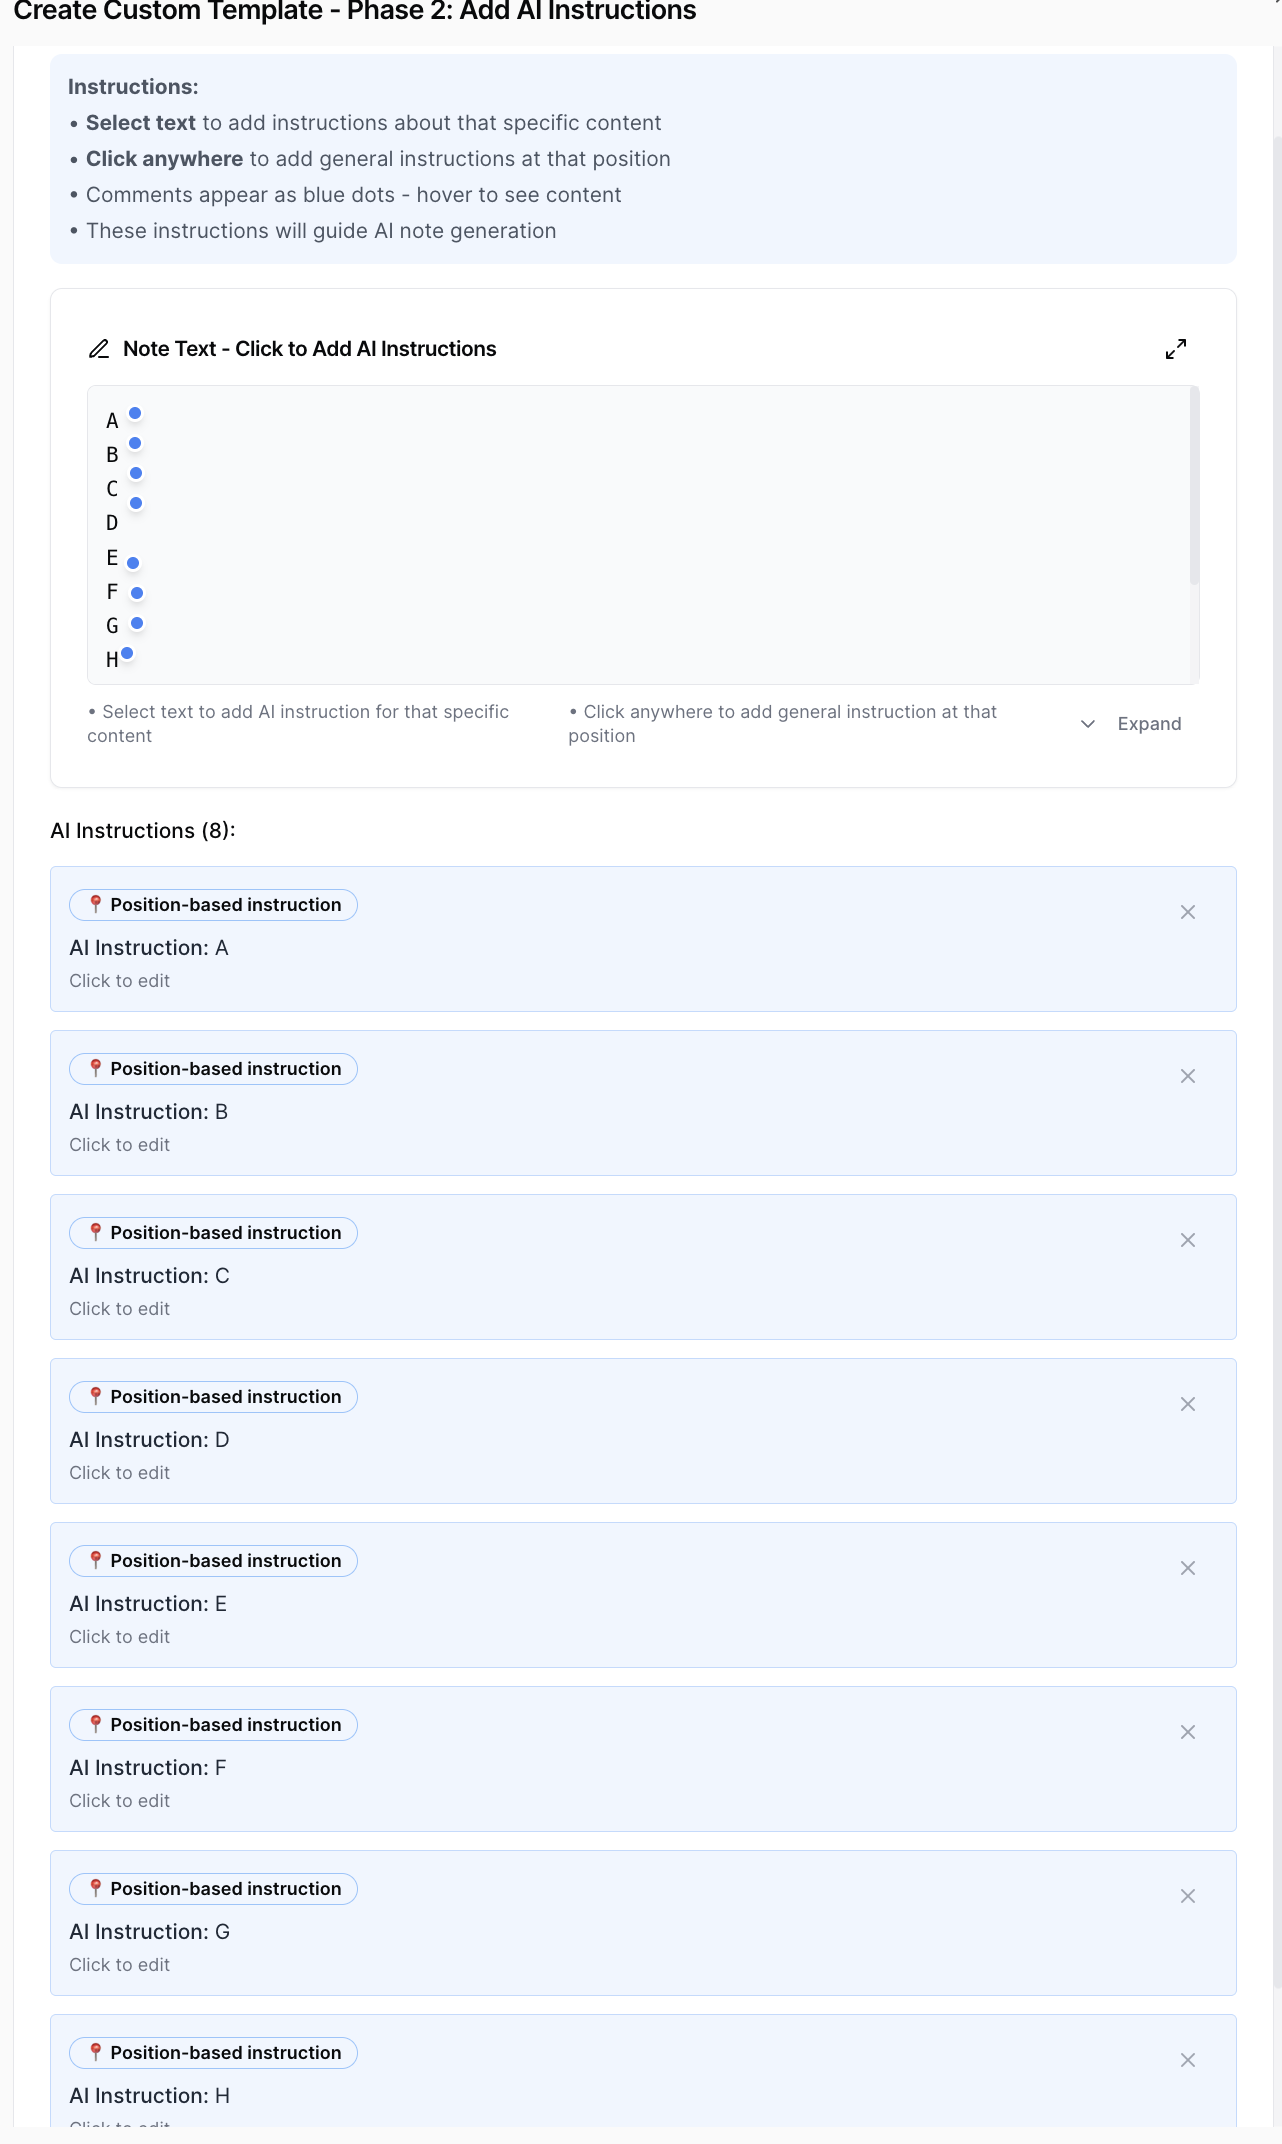 Create Custom Template - Phase 2: Add AI Instructions
Instructions:
• Select text to add instructions about that specific content
• Click anywhere to add general instructions at that position
• Comments appear as blue dots - hover to see content
• These instructions will guide AI note generation
Note Text - Click to Add AI Instructions
A
B
C
D
E
F
G
H
• Select text to add AI instruction for that specific
content
• Click anywhere to add general instruction at that
position
Expand
AI Instructions (8):
Position-based instruction
AI Instruction: A
Click to edit
Position-based instruction
AI Instruction: B
Click to edit
Position-based instruction
AI Instruction: C
Click to edit
Position-based instruction
AI Instruction: D
Click to edit
Position-based instruction
AI Instruction: E
Click to edit
Position-based instruction
AI Instruction: F
Click to edit
Position-based instruction
AI Instruction: G
Click to edit
Position-based instruction
AI Instruction: H
Click to edit